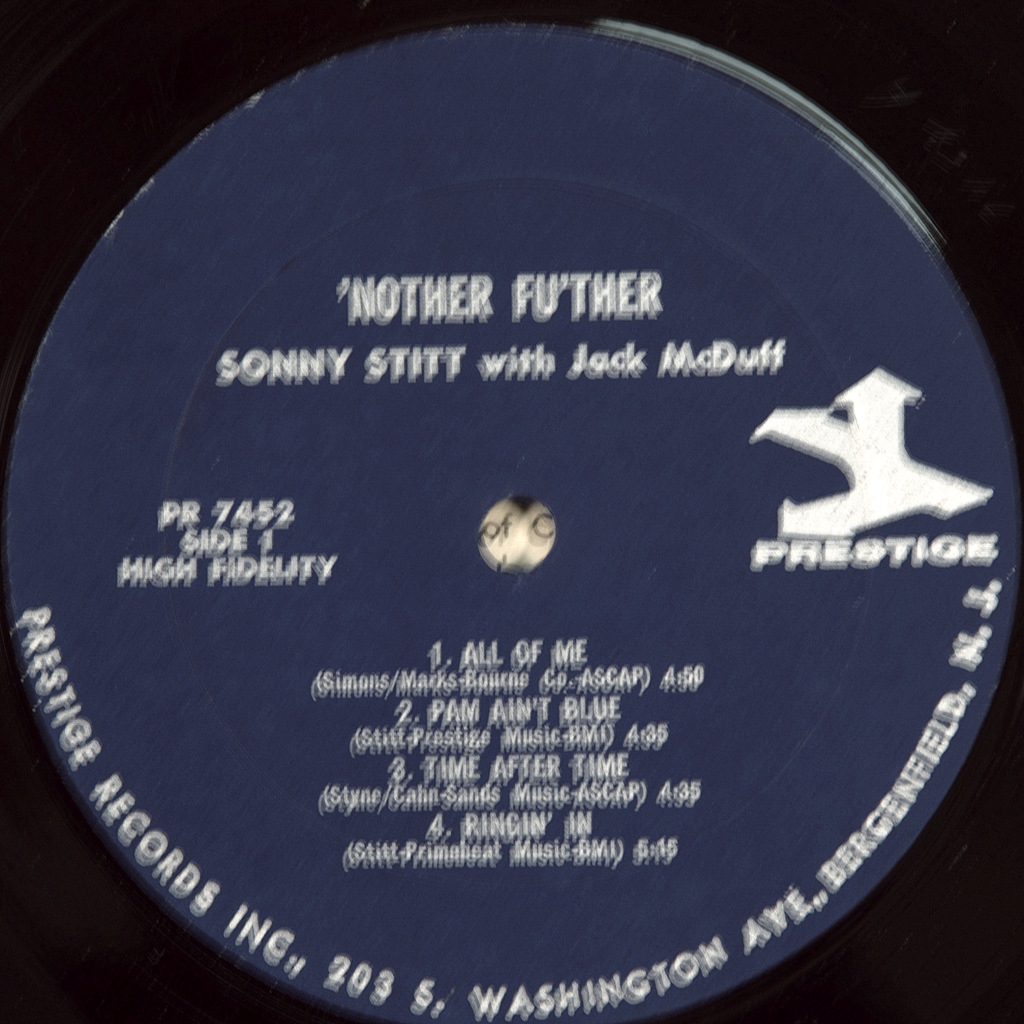 'NOTHER FU'THER
SONNY STITT with Jack McDuff
PR 7452
SIDE 1
HIGH FIDELITY
PRESTIGE
of C
1. ALL OF ME
(Simons/Marks-Bourne Co.-ASCAP) 4:50
2. PAM AIN'T BLUE
(Stitt-Prestige Music-BMI) 4:35
3. TIME AFTER TIME
(Styne/Cahn-Sands Music-ASCAP) 4:35
4. RINGIN' IN
(Stitt-Primabeat Music-BMI) 5:15
PRESTIGE RECORDS INC., 203 S. WASHINGTON AVE., BERGENFIELD, N. J.